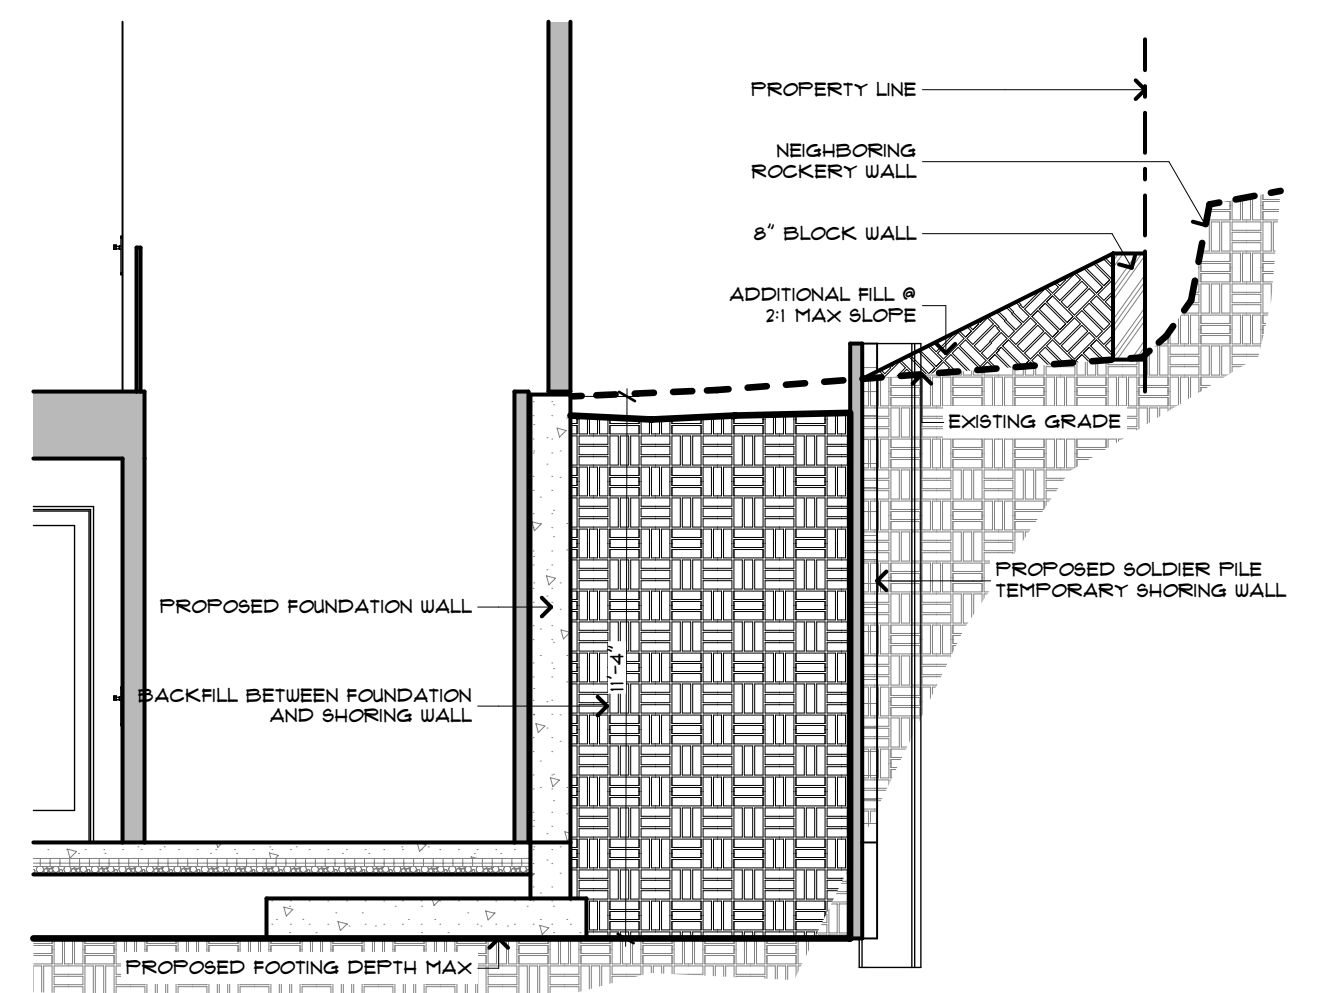 PROPERTY LINE
NEIGHBORING
ROCKERY WALL
8" BLOCK WALL
ADDITIONAL FILL @
2:1 MAX SLOPE
EXISTING GRADE
PROPOSED SOLDIER PILE
TEMPORARY SHORING WALL
PROPOSED FOUNDATION WALL
11'-4"
BACKFILL BETWEEN FOUNDATION
AND SHORING WALL
PROPOSED FOOTING DEPTH MAX